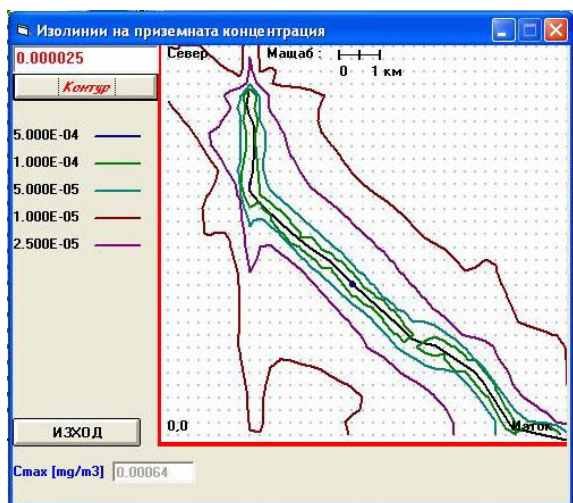 Изолинии на приземната концентрация
0.000025
Север
Мащаб :
0 1 км
Контур
5.000E-04
1.000E-04
5.000E-05
1.000E-05
2.500E-05
0,0
Изток
ИЗХОД
Cmax [mg/m3] 0.00064